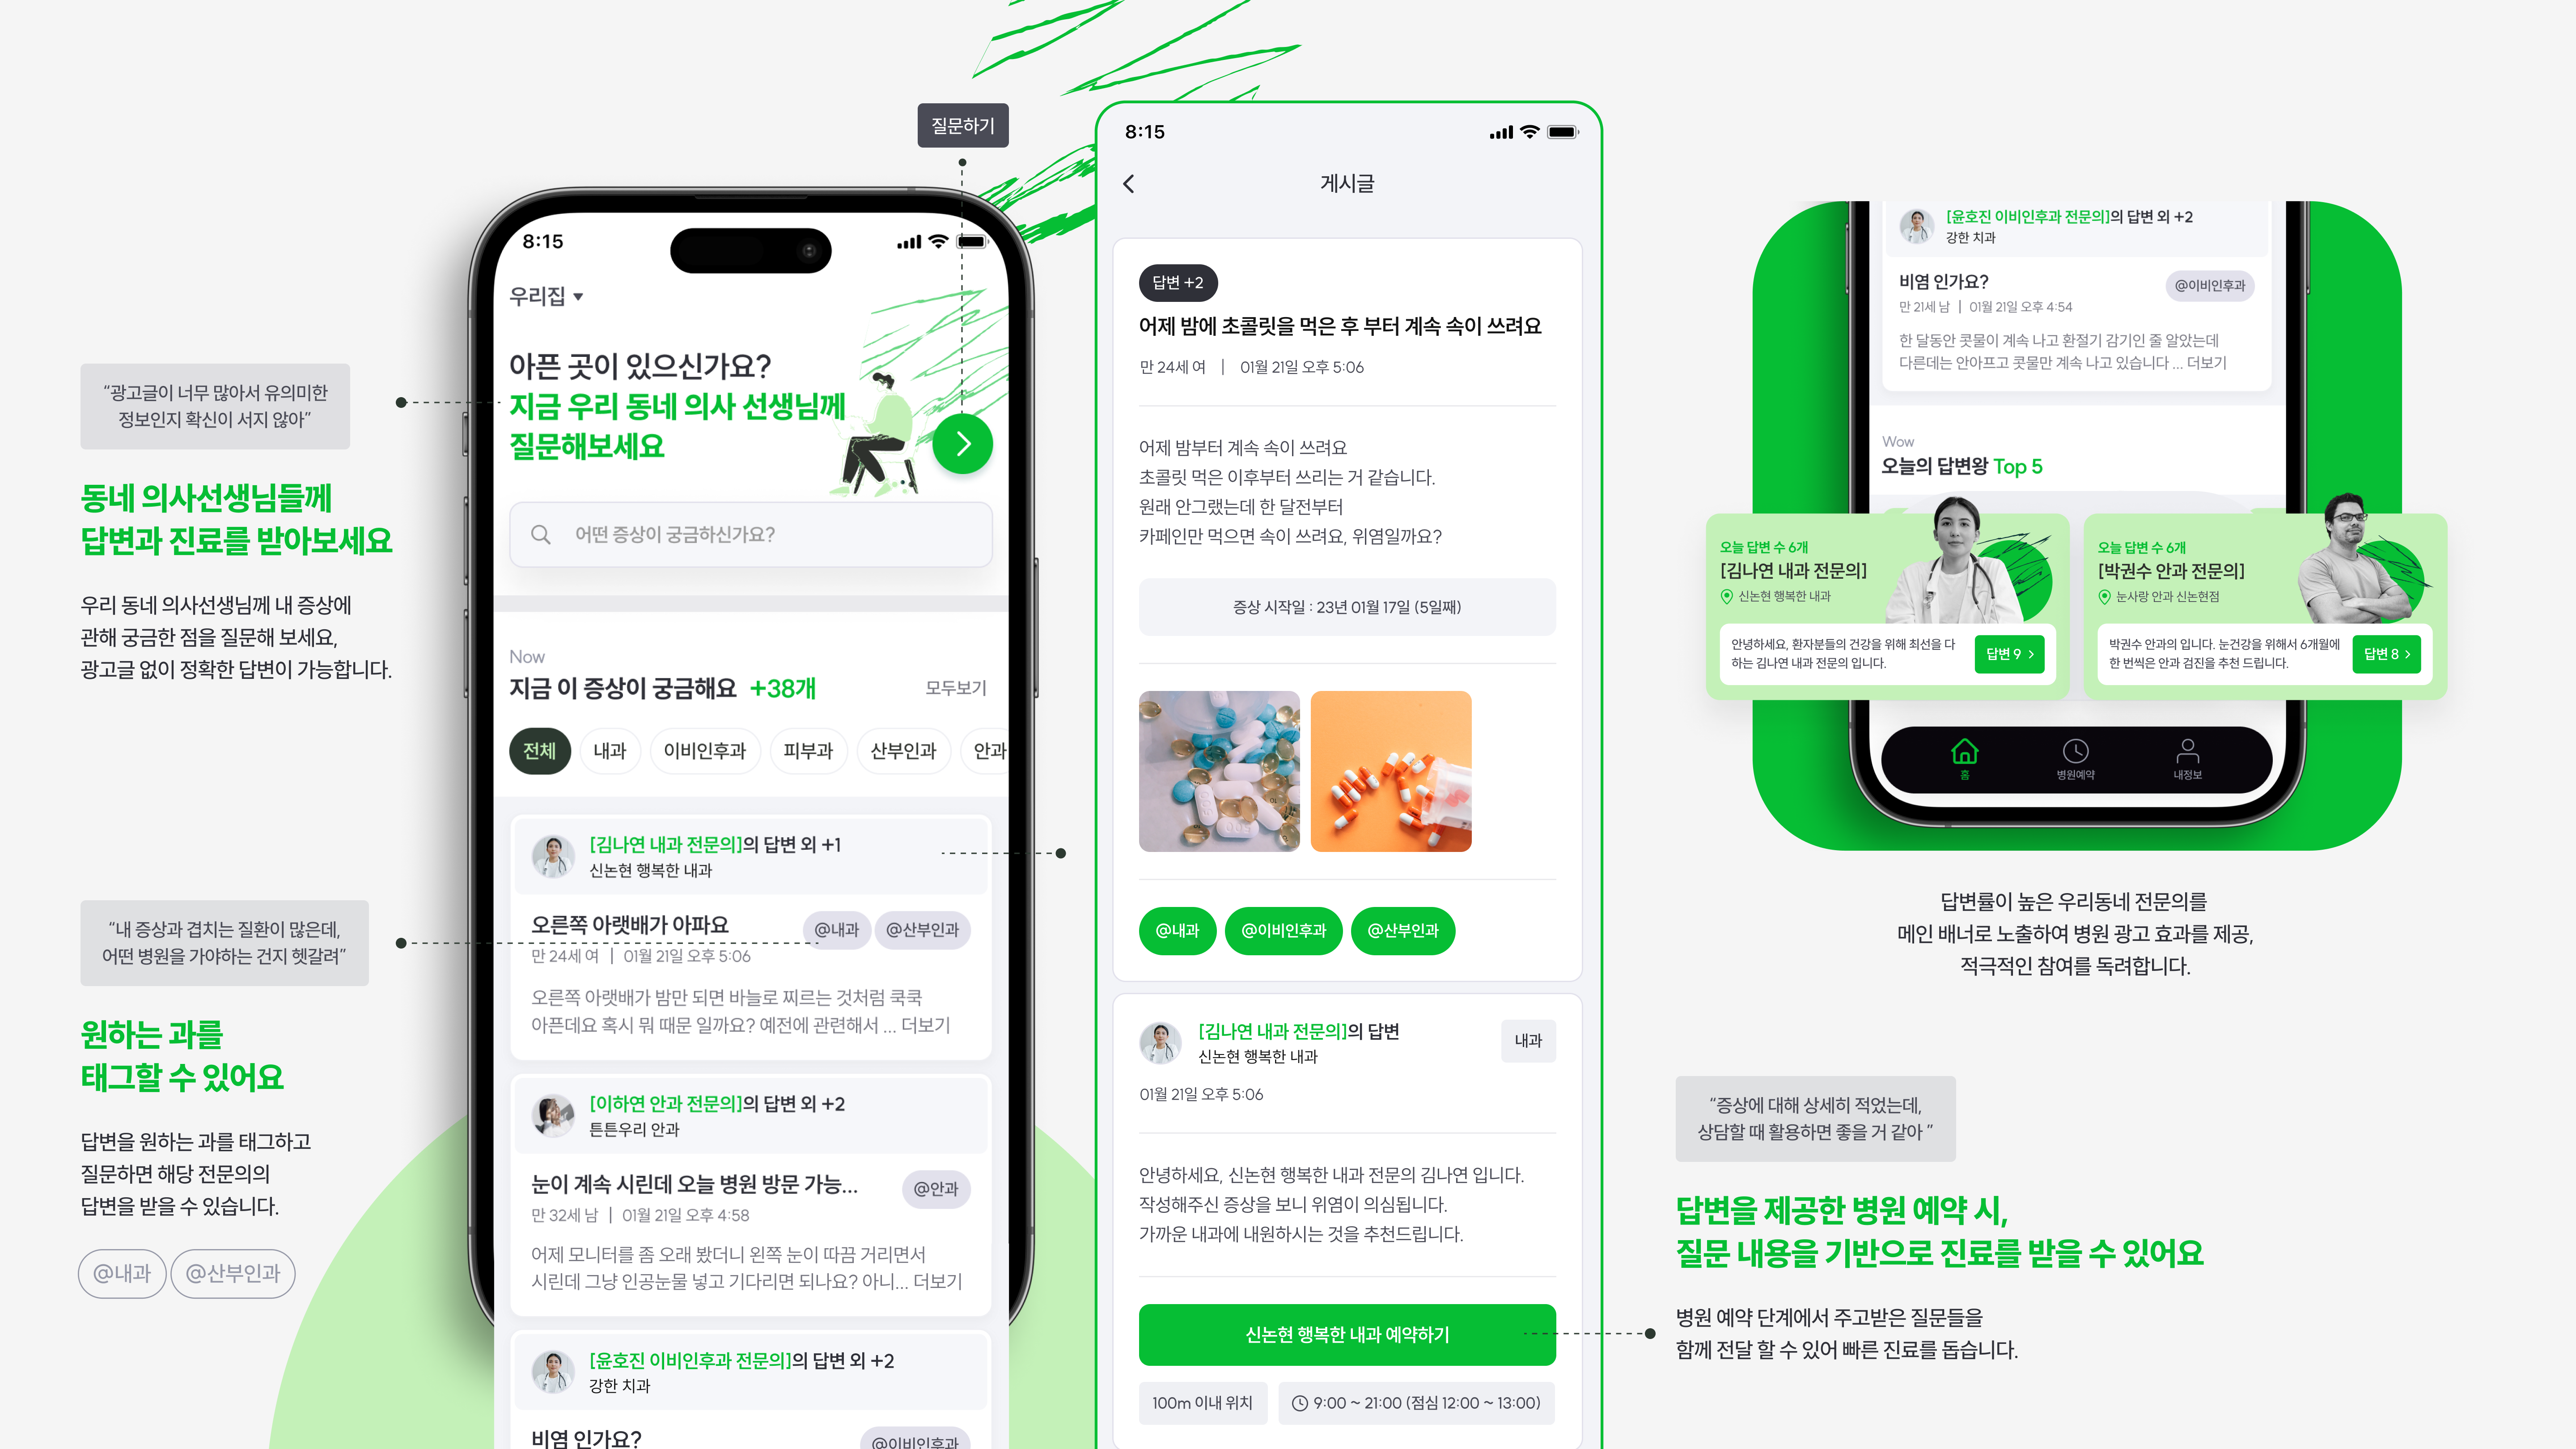 “광고글이 너무 많아서 유의미한
정보인지 확신이 서지 않아”
동네 의사선생님들께
답변과 진료를 받아보세요
우리 동네 의사선생님께 내 증상에
관해 궁금한 점을 질문해 보세요,
광고글 없이 정확한 답변이 가능합니다.
“내 증상과 겹치는 질환이 많은데,
어떤 병원을 가야하는 건지 헷갈려”
원하는 과를
태그할 수 있어요
답변을 원하는 과를 태그하고
질문하면 해당 전문의의
답변을 받을 수 있습니다.
@내과 @산부인과
질문하기
8:15
우리집
아픈 곳이 있으신가요?
지금 우리 동네 의사 선생님께
질문해보세요
어떤 증상이 궁금하신가요?
Now
지금 이 증상이 궁금해요 +38개 모두보기
전체 내과 이비인후과 피부과 산부인과 안과
[김나연 내과 전문의]의 답변 외 +1
신논현 행복한 내과
오른쪽 아랫배가 아파요 @내과 @산부인과
만 24세 여 | 01월 21일 오후 5:06
오른쪽 아랫배가 밤만 되면 바늘로 찌르는 것처럼 쿡쿡
아픈데요 혹시 뭐 때문 일까요? 예전에 관련해서 ... 더보기
[이하연 안과 전문의]의 답변 외 +2
튼튼우리 안과
눈이 계속 시린데 오늘 병원 방문 가능... @안과
만 32세 남 | 01월 21일 오후 4:58
어제 모니터를 좀 오래 봤더니 왼쪽 눈이 따끔 거리면서
시린데 그냥 인공눈물 넣고 기다리면 되나요? 아니... 더보기
[윤호진 이비인후과 전문의]의 답변 외 +2
강한 치과
비염 인가요? @이비인후과
8:15
게시글
답변 +2
어제 밤에 초콜릿을 먹은 후 부터 계속 속이 쓰려요
만 24세 여 | 01월 21일 오후 5:06
어제 밤부터 계속 속이 쓰려요
초콜릿 먹은 이후부터 쓰리는 거 같습니다.
원래 안그랬는데 한 달전부터
카페인만 먹으면 속이 쓰려요, 위염일까요?
증상 시작일 : 23년 01월 17일 (5일째)
@내과 @이비인후과 @산부인과
[김나연 내과 전문의]의 답변 내과
신논현 행복한 내과
01월 21일 오후 5:06
안녕하세요, 신논현 행복한 내과 전문의 김나연 입니다.
작성해주신 증상을 보니 위염이 의심됩니다.
가까운 내과에 내원하시는 것을 추천드립니다.
신논현 행복한 내과 예약하기
100m 이내 위치 9:00 ~ 21:00 (점심 12:00 ~ 13:00)
[윤호진 이비인후과 전문의]의 답변 외 +2
강한 치과
비염 인가요? @이비인후과
만 21세 남 | 01월 21일 오후 4:54
한 달동안 콧물이 계속 나고 환절기 감기인 줄 알았는데
다른데는 안아프고 콧물만 계속 나고 있습니다 ... 더보기
Wow
오늘의 답변왕 Top 5
오늘 답변 수 6개
[김나연 내과 전문의]
신논현 행복한 내과
안녕하세요, 환자분들의 건강을 위해 최선을 다
하는 김나연 내과 전문의 입니다.
답변 9
오늘 답변 수 6개
[박권수 안과 전문의]
눈사랑 안과 신논현점
박권수 안과의 입니다. 눈건강을 위해서 6개월에
한 번씩은 안과 검진을 추천 드립니다.
답변 8
홈 병원예약 내정보
답변률이 높은 우리동네 전문의를
메인 배너로 노출하여 병원 광고 효과를 제공,
적극적인 참여를 독려합니다.
“증상에 대해 상세히 적었는데,
상담할 때 활용하면 좋을 거 같아 ”
답변을 제공한 병원 예약 시,
질문 내용을 기반으로 진료를 받을 수 있어요
병원 예약 단계에서 주고받은 질문들을
함께 전달 할 수 있어 빠른 진료를 돕습니다.